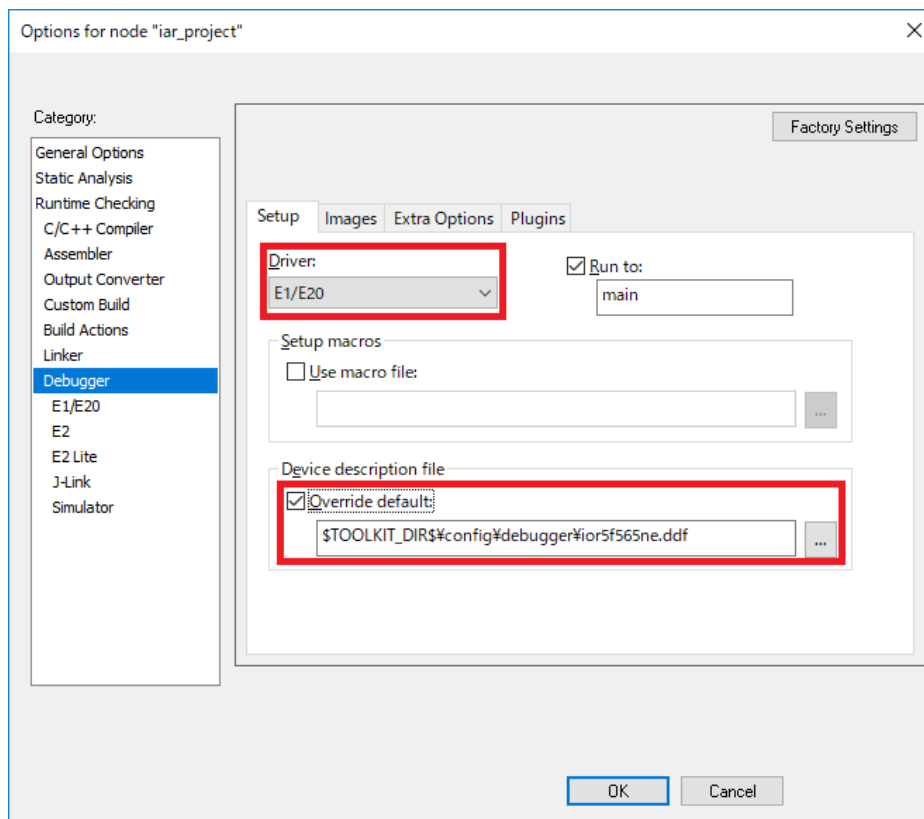 Options for node "iar_project"
Category:
Factory Settings
General Options
Static Analysis
Runtime Checking
C/C++ Compiler
Assembler
Output Converter
Custom Build
Build Actions
Linker
Debugger
E1/E20
E2
E2 Lite
J-Link
Simulator
Setup Images Extra Options Plugins
Driver:
E1/E20
Run to:
main
Setup macros
Use macro file:
...
Device description file
Override default:
$TOOLKIT_DIR$¥config¥debugger¥ior5f565ne.ddf
...
OK Cancel